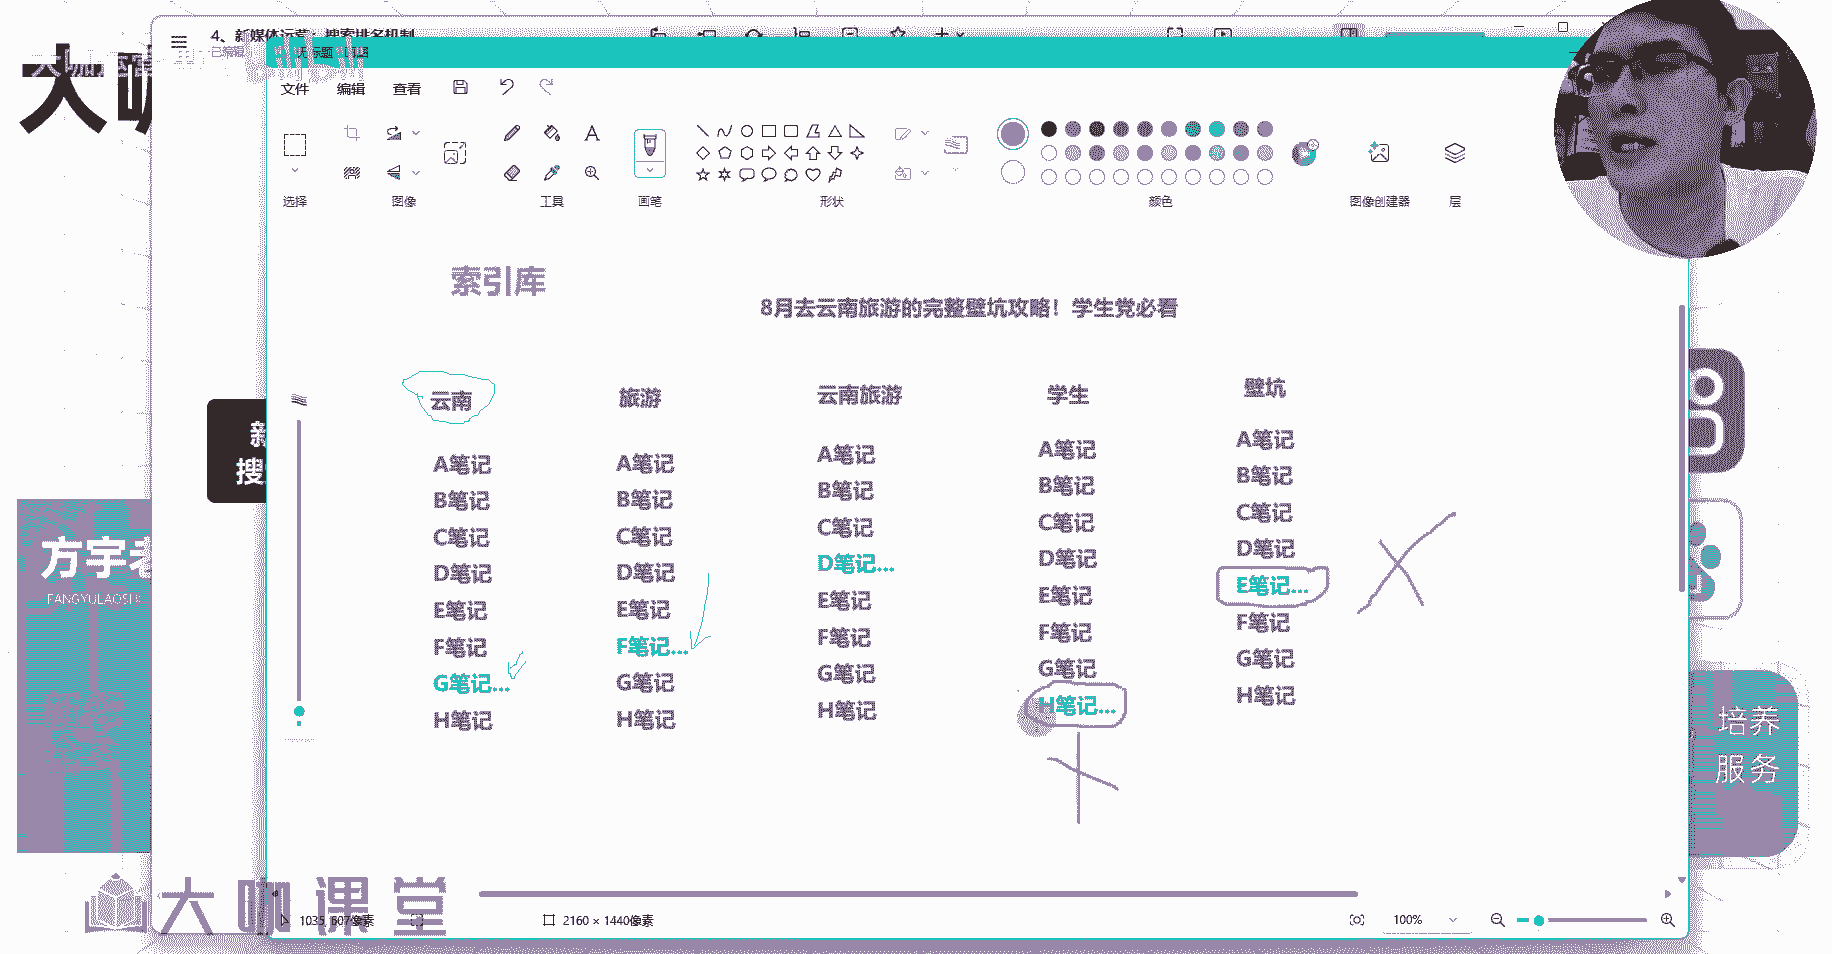 4、新媒体运营：搜索排名机制
已编辑
文件 编辑 查看
选择 图像 工具 画笔 形状 颜色 图像创建器 层
索引库
8月去云南旅游的完整壁坑攻略！学生党必看
云南 旅游 云南旅游 学生 壁坑
A笔记 A笔记 A笔记 A笔记 A笔记
B笔记 B笔记 B笔记 B笔记 B笔记
C笔记 C笔记 C笔记 C笔记 C笔记
D笔记 D笔记 D笔记... D笔记 D笔记
E笔记 E笔记 E笔记 E笔记 E笔记...
F笔记 F笔记... F笔记 F笔记 F笔记
G笔记... G笔记 G笔记 G笔记 G笔记
H笔记 H笔记 H笔记 H笔记... H笔记
新
搜
方宇老
FANGYULAOSH
培养
服务
大咖课堂
1035, 607像素
2160 × 1440像素
100%